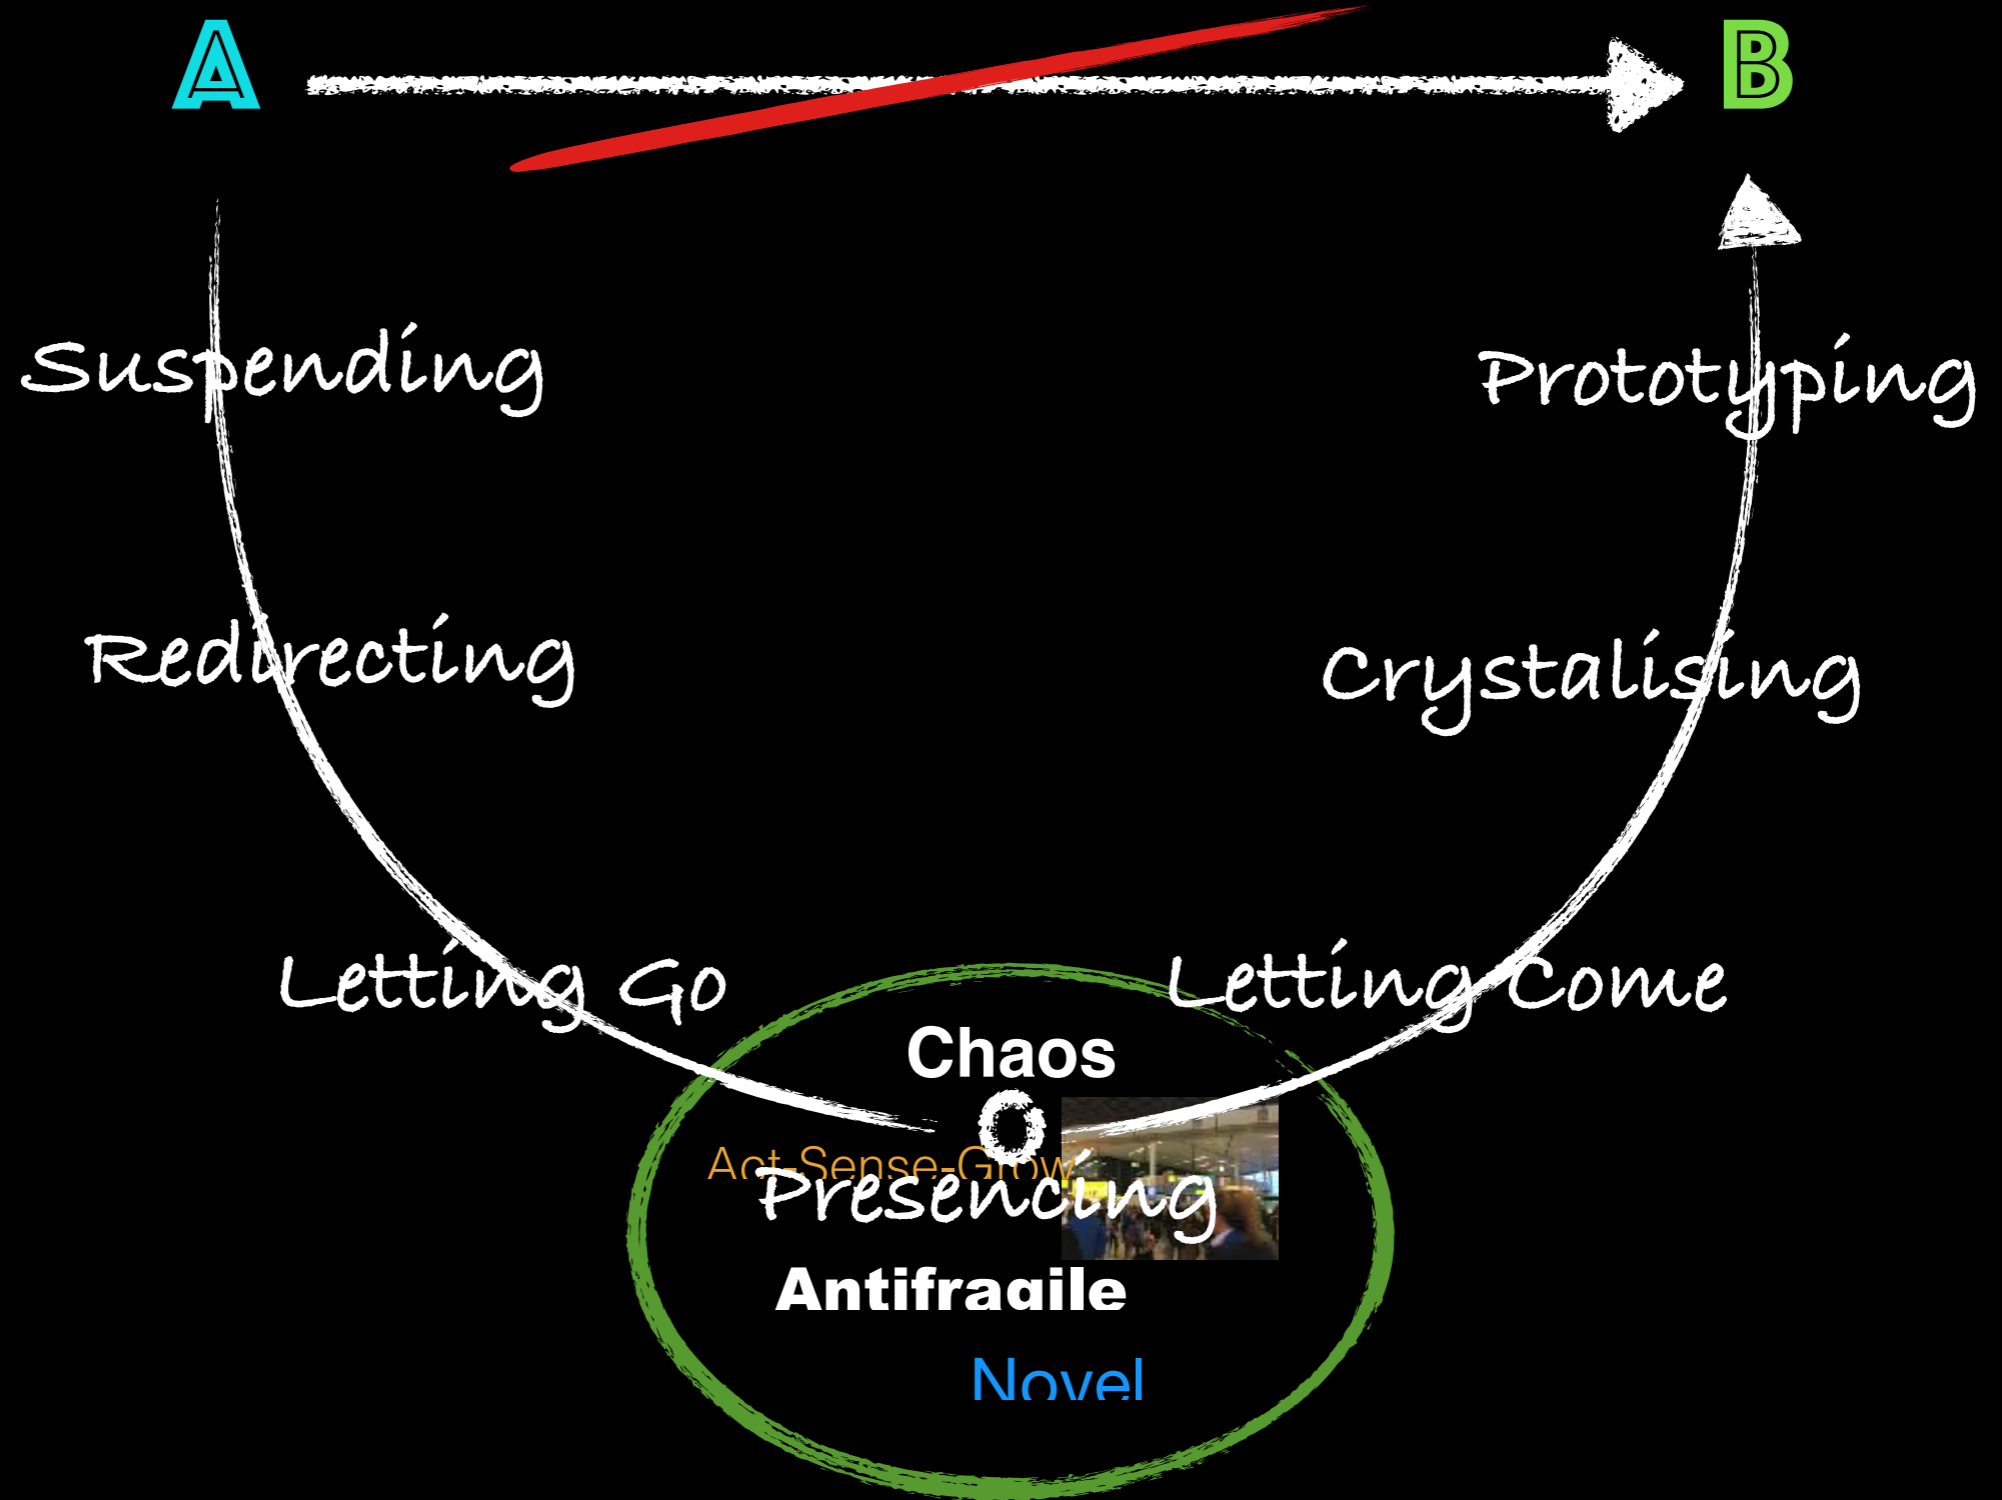 A
B
Suspending
Prototyping
Redirecting
Crystalising
Letting Go
Letting Come
Chaos
Act-Sense-Grow
Presencing
Antifragile
Novel